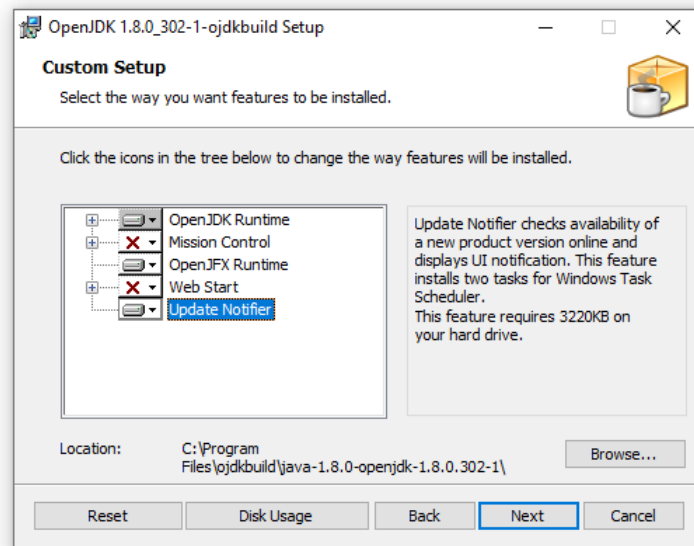 OpenJDK 1.8.0_302-1-ojdkbuild Setup
Custom Setup
Select the way you want features to be installed.
Click the icons in the tree below to change the way features will be installed.
OpenJDK Runtime
Mission Control
OpenJFX Runtime
Web Start
Update Notifier
Update Notifier checks availability of
a new product version online and
displays UI notification. This feature
installs two tasks for Windows Task
Scheduler.
This feature requires 3220KB on
your hard drive.
Location:
C:\Program
Files\ojdkbuild\java-1.8.0-openjdk-1.8.0.302-1\
Browse...
Reset
Disk Usage
Back
Next
Cancel